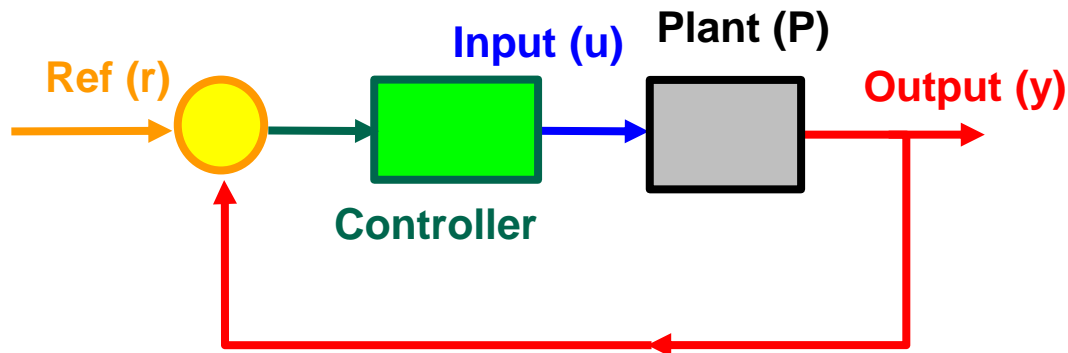 Ref (r)
Input (u)
Plant (P)
Output (y)
Controller